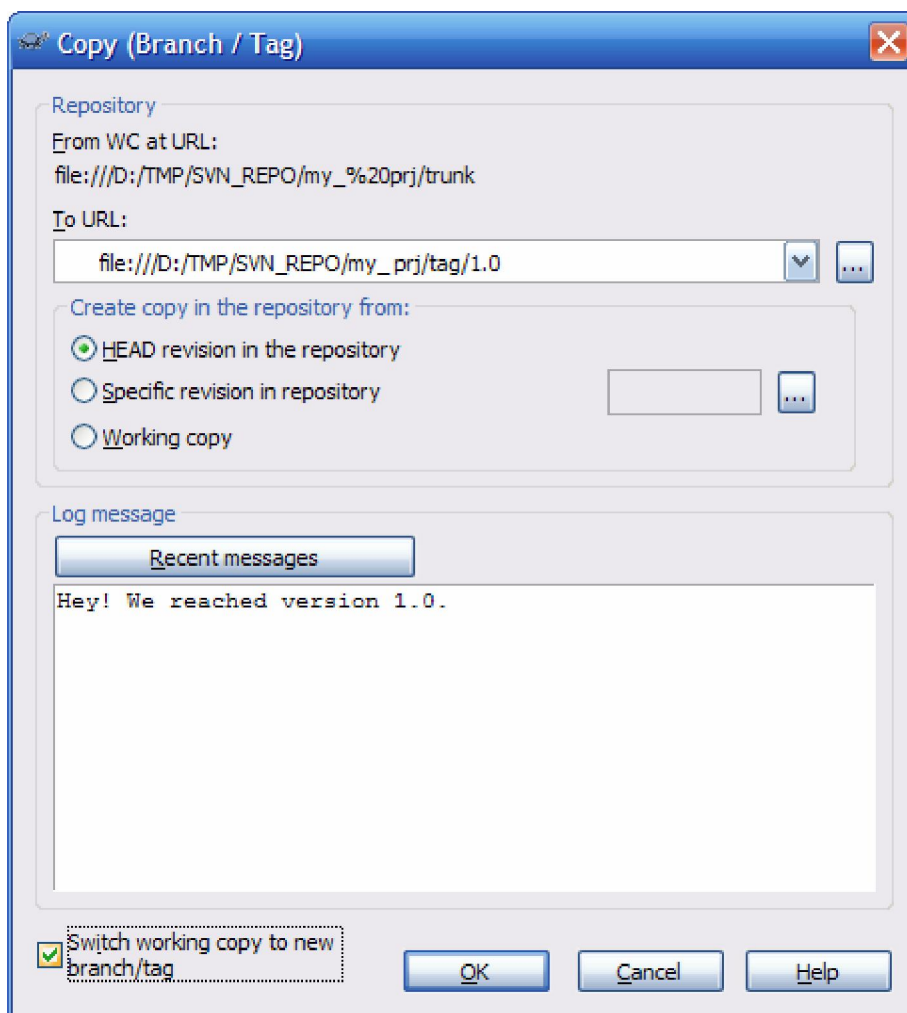 Copy (Branch / Tag)
Repository
From WC at URL:
file:///D:/TMP/SVN_REPO/my_%20prj/trunk
To URL:
file:///D:/TMP/SVN_REPO/my_ prj/tag/1.0
...
Create copy in the repository from:
HEAD revision in the repository
Specific revision in repository
...
Working copy
Log message
Recent messages
Hey! We reached version 1.0.
Switch working copy to new
branch/tag
OK
Cancel
Help